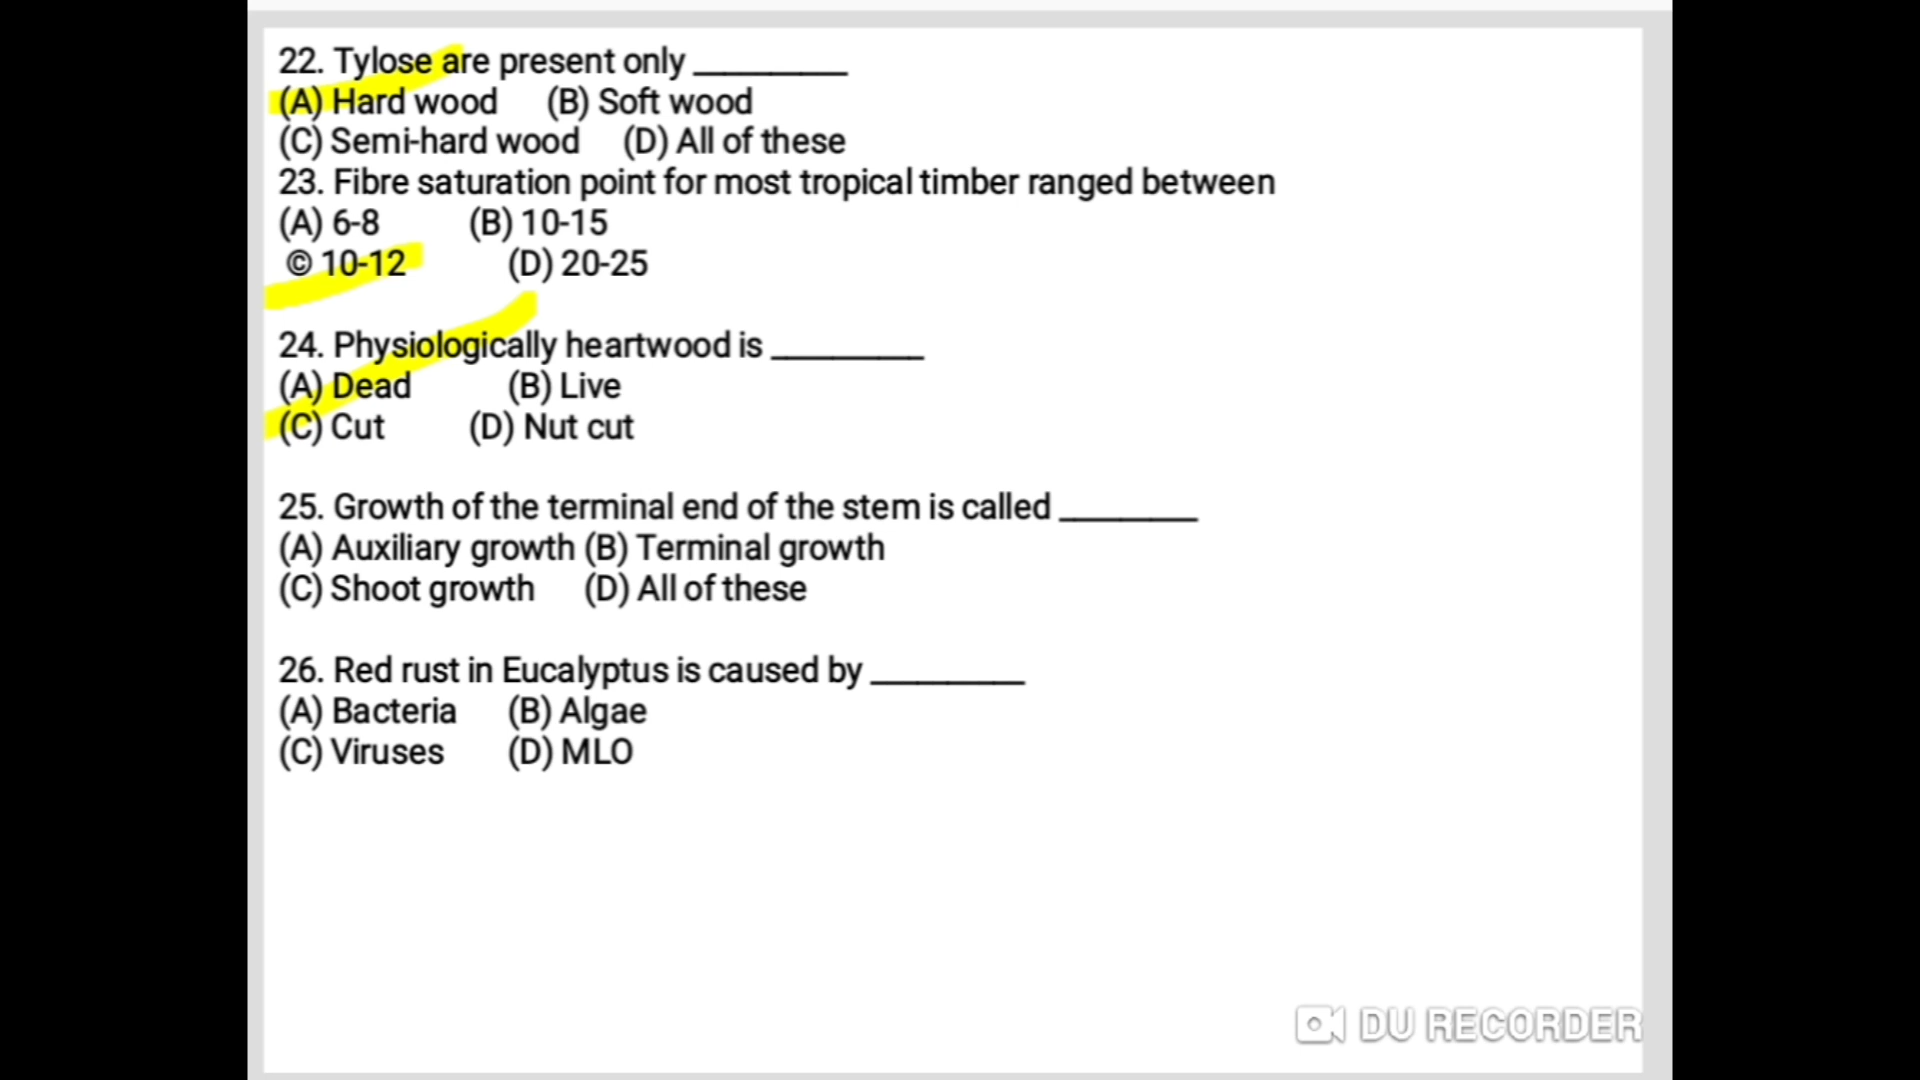 22. Tylose are present only __________
(A) Hard wood (B) Soft wood
(C) Semi-hard wood (D) All of these
23. Fibre saturation point for most tropical timber ranged between
(A) 6-8 (B) 10-15
© 10-12 (D) 20-25
24. Physiologically heartwood is __________
(A) Dead (B) Live
(C) Cut (D) Nut cut
25. Growth of the terminal end of the stem is called _________
(A) Auxiliary growth (B) Terminal growth
(C) Shoot growth (D) All of these
26. Red rust in Eucalyptus is caused by __________
(A) Bacteria (B) Algae
(C) Viruses (D) MLO
DU RECORDER